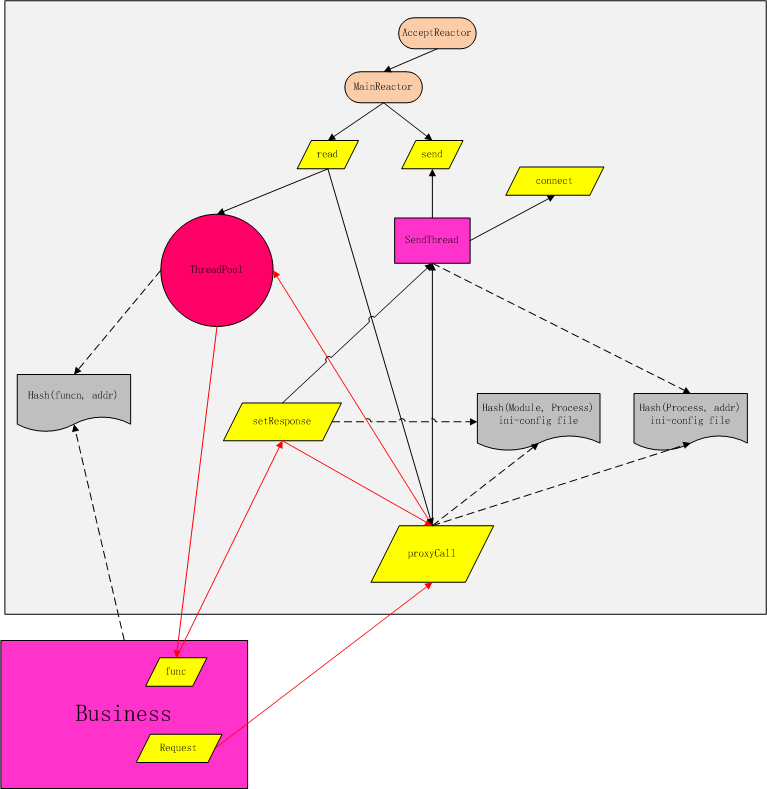 AcceptReactor
MainReactor
read
send
connect
SendThread
ThreadPool
Hash(funcn, addr)
setResponse
Hash(Module, Process)
ini-config file
Hash(Process, addr)
ini-config file
proxyCall
func
Business
Request